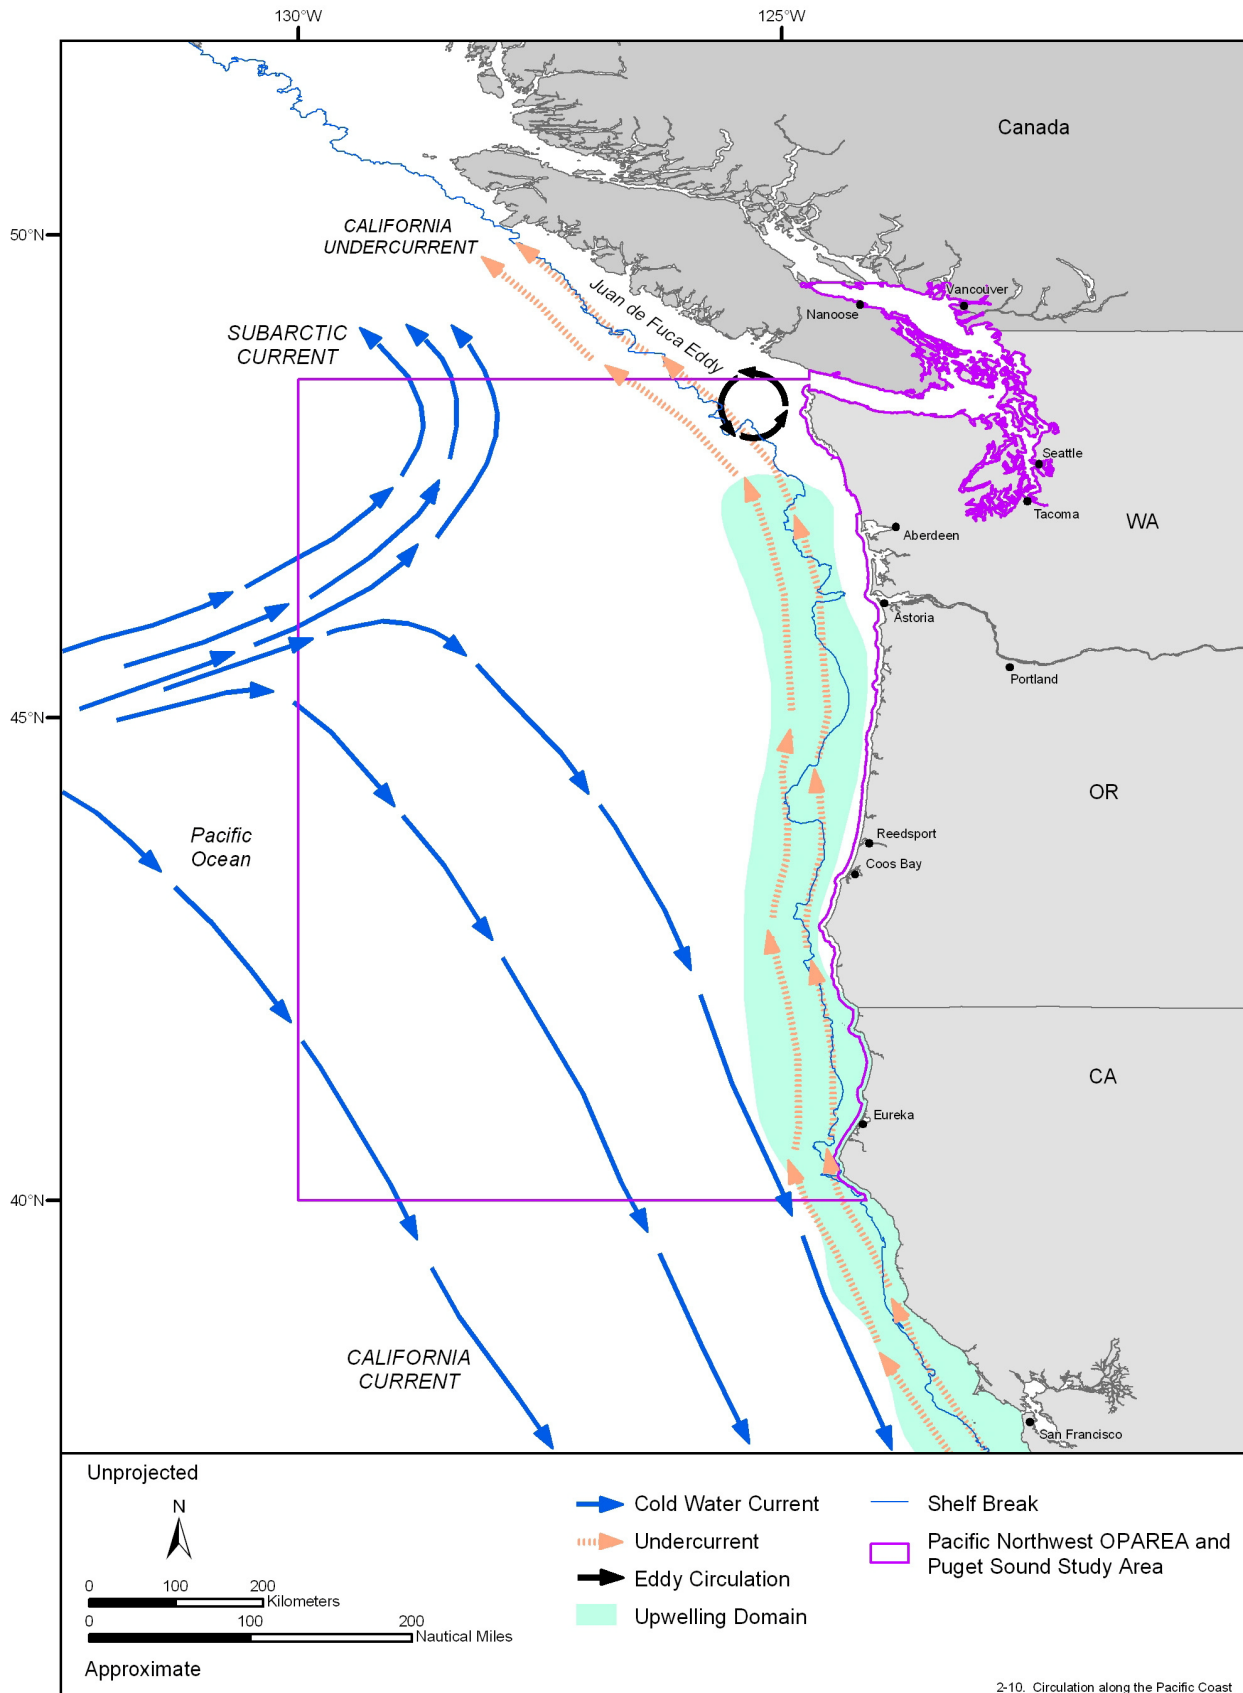 130°W
125°W
Canada
50°N
CALIFORNIA
UNDERCURRENT
Juan de Fuca Eddy
Vancouver
Nanoose
SUBARCTIC
CURRENT
Seattle
Tacoma
WA
Aberdeen
Astoria
Portland
45°N
OR
Pacific
Ocean
Reedsport
Coos Bay
CA
Eureka
40°N
CALIFORNIA
CURRENT
San Francisco
Unprojected
N
0 100 200
Kilometers
0 100 200
Nautical Miles
Approximate
Cold Water Current
Undercurrent
Eddy Circulation
Upwelling Domain
Shelf Break
Pacific Northwest OPAREA and
Puget Sound Study Area
2-10. Circulation along the Pacific Coast